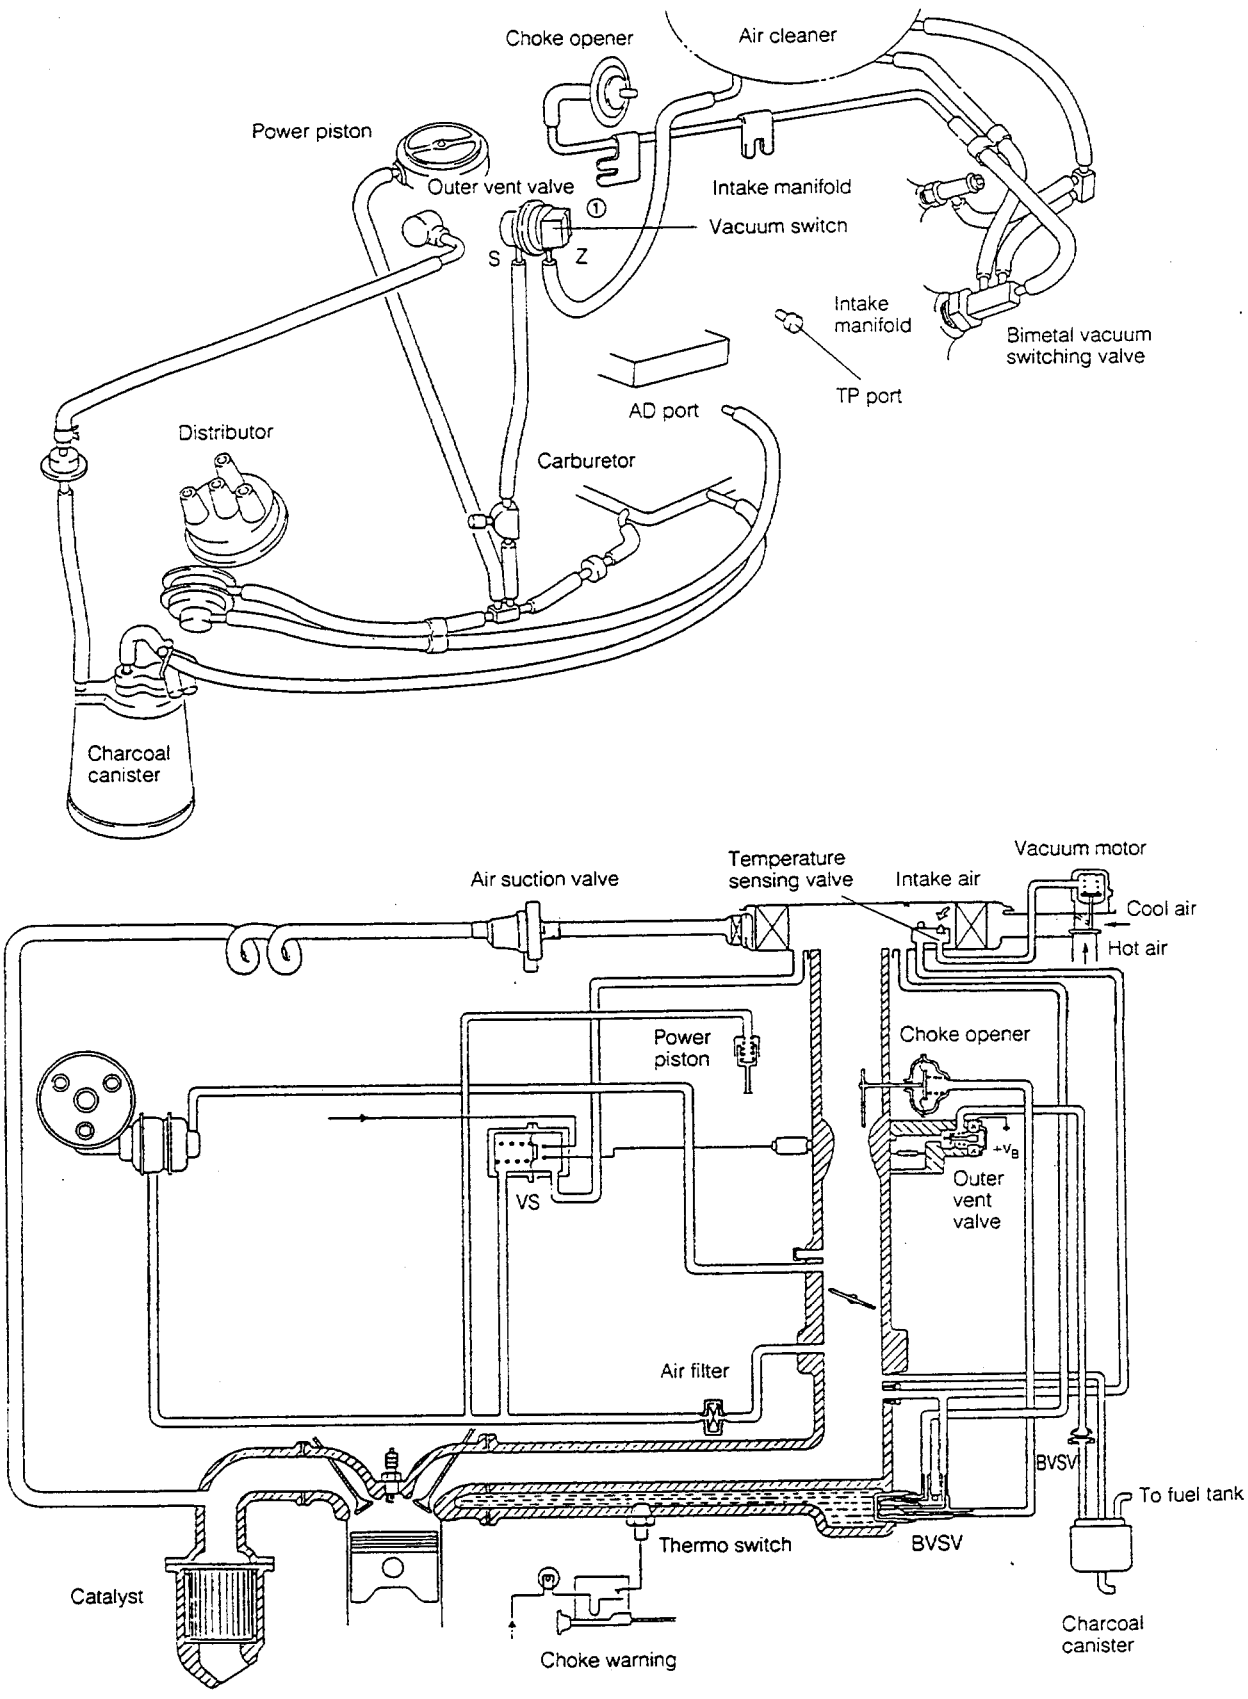 Choke opener
Air cleaner
Power piston
Outer vent valve
①
Intake manifold
Vacuum switch
S
Z
Intake
manifold
Bimetal vacuum
switching valve
TP port
AD port
Distributor
Carburetor
Charcoal
canister
Air suction valve
Temperature
sensing valve
Intake air
Vacuum motor
Cool air
Hot air
Power
piston
Choke opener
+VB
VS
Outer
vent
valve
Air filter
BVSV
To fuel tank
Thermo switch
BVSV
Catalyst
Choke warning
Charcoal
canister